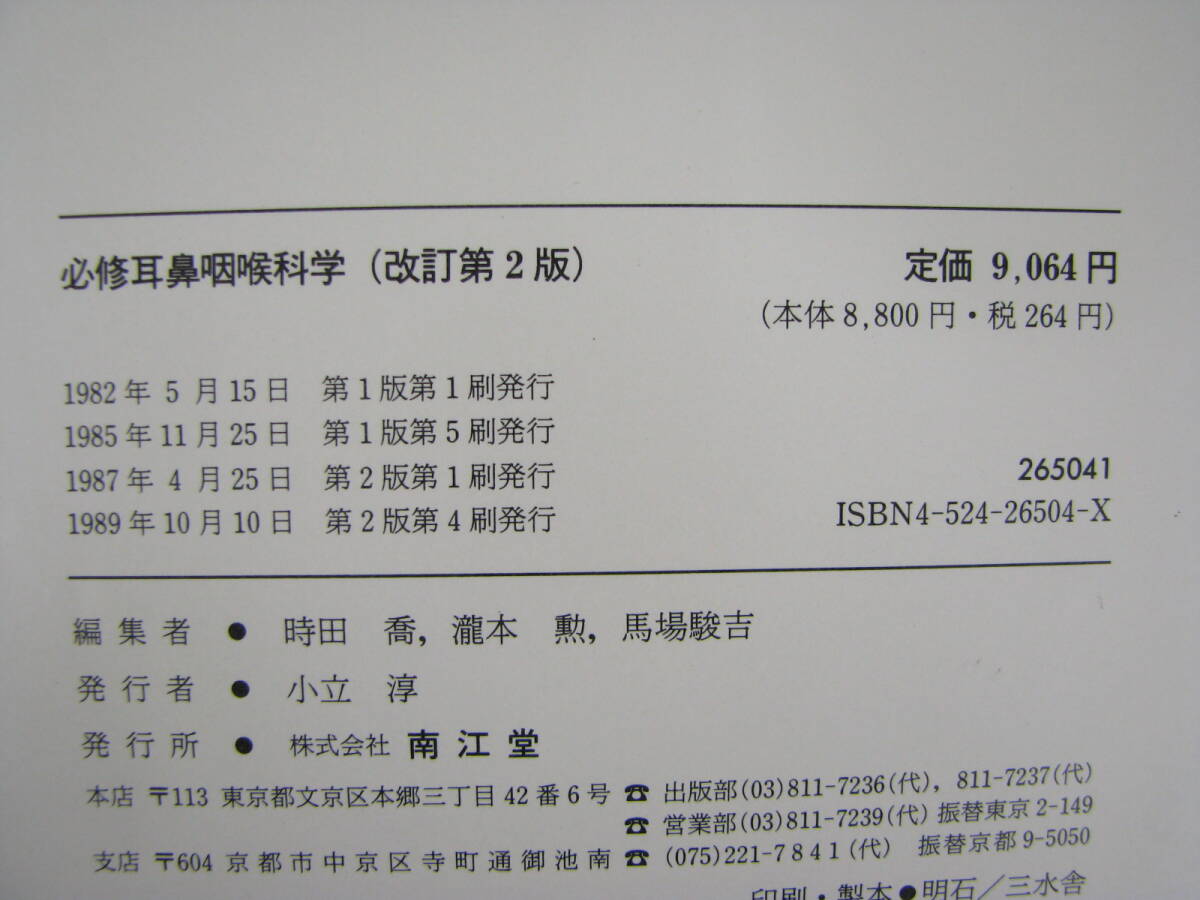 必修耳鼻咽喉科学（改訂第2版） 定価 9,064円
（本体8,800円・税264円）
1982年 5 月15日 第1版第1刷発行
1985年11月25日 第1版第5刷発行
1987年 4 月25日 第2版第1刷発行
1989年10月10日 第2版第4刷発行
265041
ISBN4-524-26504-X
編集者 ● 時田 喬, 瀧本 勲, 馬場駿吉
発行者 ● 小立 淳
発行所 ● 株式会社 南江堂
本店 〒113 東京都文京区本郷三丁目42番6号 ☎ 出版部(03)811-7236(代), 811-7237(代)
☎ 営業部(03)811-7239(代) 振替東京2-149
支店 〒604 京都市中京区寺町通御池南 ☎ (075)221-7841(代) 振替京都9-5050
印刷・製本●明石／三水舎